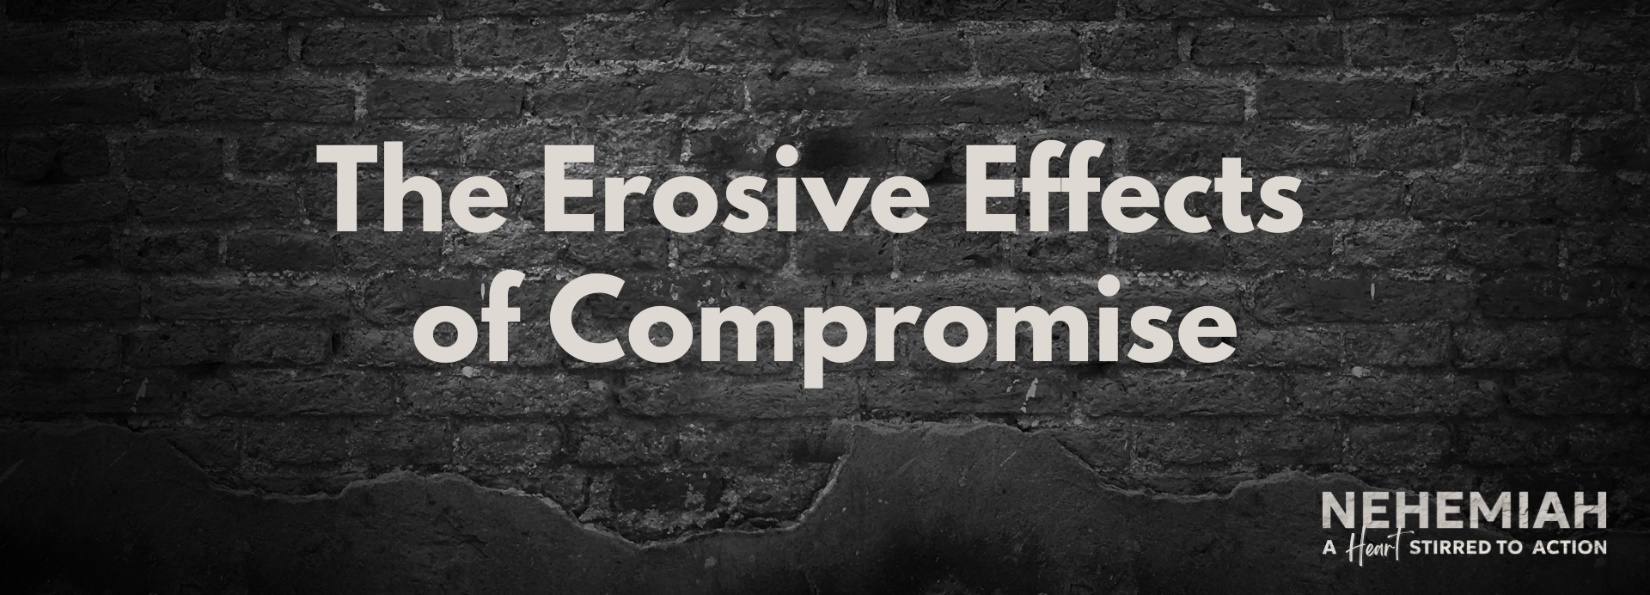 The Erosive Effects
of Compromise
NEHEMIAH
A Heart STIRRED TO ACTION